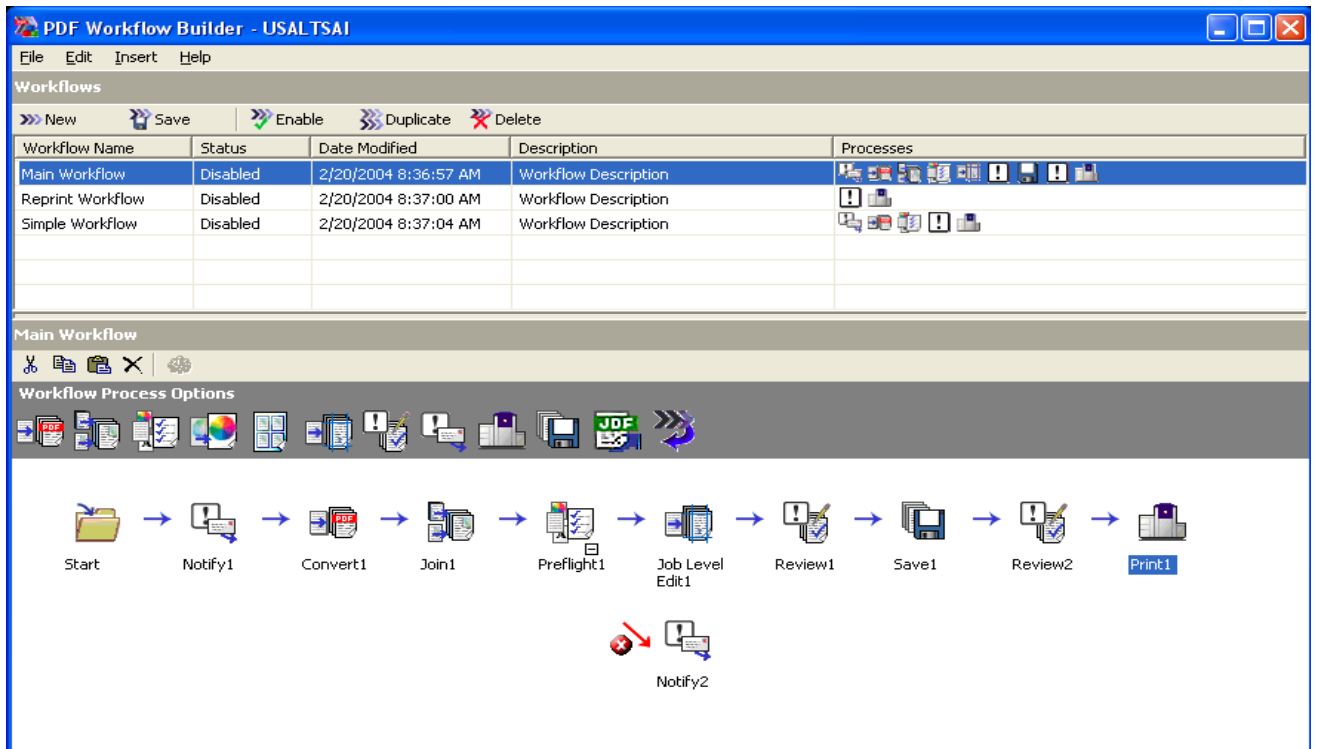 PDF Workflow Builder - USALTSAI
File Edit Insert Help
Workflows
New Save Enable Duplicate Delete
Workflow Name Status Date Modified Description Processes
Main Workflow Disabled 2/20/2004 8:36:57 AM Workflow Description
Reprint Workflow Disabled 2/20/2004 8:37:00 AM Workflow Description
Simple Workflow Disabled 2/20/2004 8:37:04 AM Workflow Description
Main Workflow
Workflow Process Options
PDF JDF
PDF
Start Notify1 Convert1 Join1 Preflight1 Job Level Review1 Save1 Review2 Print1
Edit1
Notify2